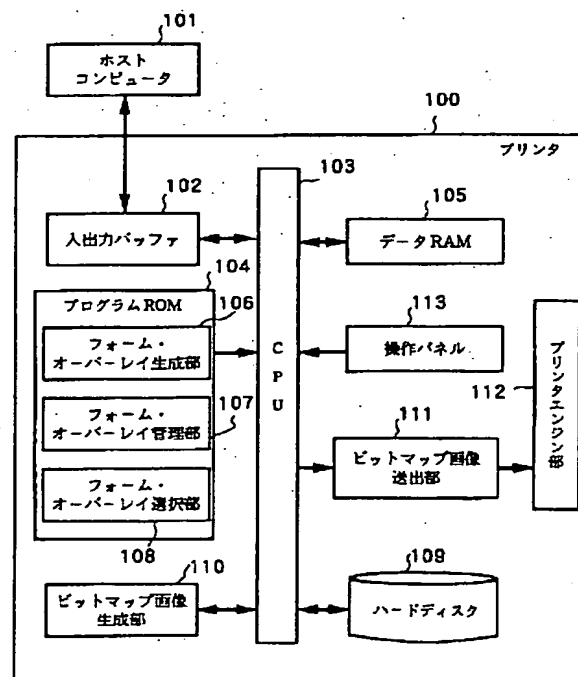 101
ホスト
コンピュータ
100
プリンタ
103
102
入出力バッファ
105
データRAM
104
プログラムROM
106
フォーム・
オーバーレイ生成部
CPU
113
操作パネル
プリンタエンジン部
112
フォーム・
オーバーレイ管理部
107
111
ビットマップ画像
送出部
フォーム・
オーバーレイ選択部
108
110
ビットマップ画像
生成部
109
ハードディスク